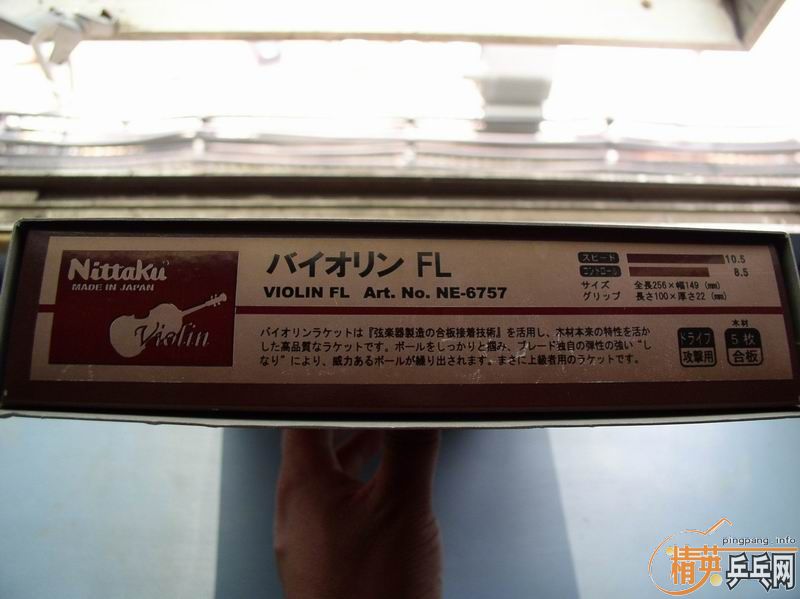 Nittaku
MADE IN JAPAN
Violin
バイオリン FL
VIOLIN FL Art. No. NE-6757
スピード 10.5
コントロール 8.5
サイズ 全長256×幅149 (mm)
グリップ 長さ100×厚さ22 (mm)
バイオリンラケットは『弦楽器製造の合板接着技術』を活用し、木材本来の特性を活か
した高品質なラケットです。ボールをしっかりと掴み、ブレード独自の弾性の強い"し
なり"により、威力あるボールが繰り出されます。まさに上級者用のラケットです。
ドライブ
攻撃用
木材
5枚
合板
pingpang.info
精英乒乓网